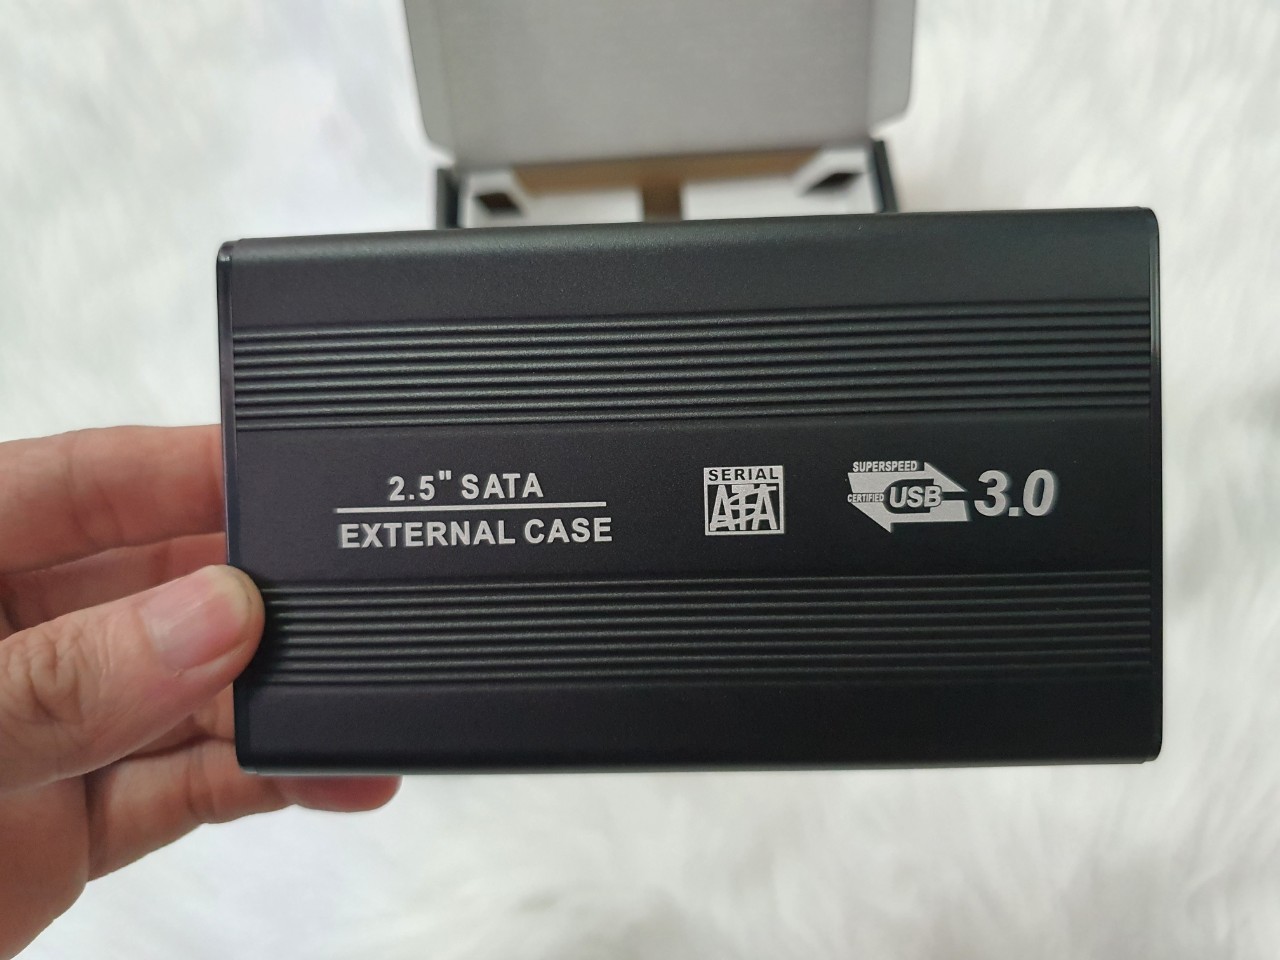 2.5" SATA
EXTERNAL CASE
SERIAL
ATA
SUPERSPEED
CERTIFIED USB 3.0